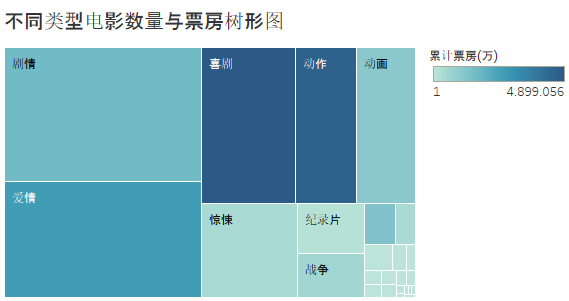 不同类型电影数量与票房树形图
累计票房(万)
1 4.899.056
剧情
喜剧
动作
动画
爱情
惊悚
纪录片
战争